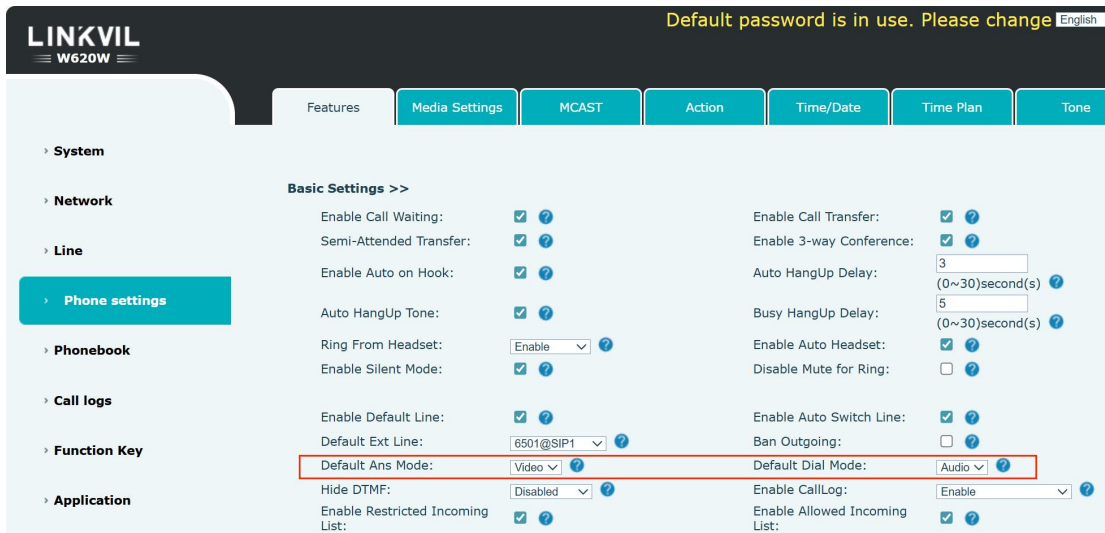 Default password is in use. Please change English
LINKVIL
W620W
Features Media Settings MCAST Action Time/Date Time Plan Tone
System
Network
Line
Phone settings
Phonebook
Call logs
Function Key
Application
Basic Settings >>
Enable Call Waiting: Enable Call Transfer:
Semi-Attended Transfer: Enable 3-way Conference:
Enable Auto on Hook: Auto HangUp Delay: 3
(0~30)second(s)
Auto HangUp Tone: Busy HangUp Delay: 5
(0~30)second(s)
Ring From Headset: Enable Enable Auto Headset:
Enable Silent Mode: Disable Mute for Ring:
Enable Default Line: Enable Auto Switch Line:
Default Ext Line: 6501@SIP1 Ban Outgoing:
Default Ans Mode: Video Default Dial Mode: Audio
Hide DTMF: Disabled Enable CallLog: Enable
Enable Restricted Incoming List: Enable Allowed Incoming List: